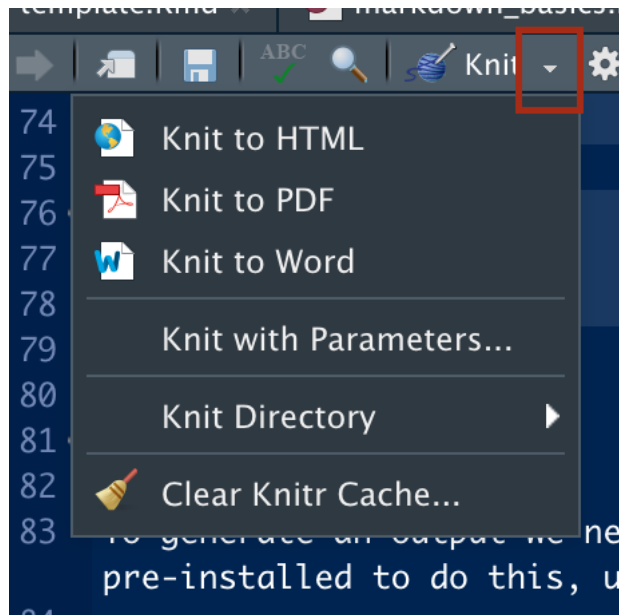 markdown_basics.
ABC
Knit
74
Knit to HTML
75
76
Knit to PDF
77
Knit to Word
78
79
Knit with Parameters...
80
81
Knit Directory
82
Clear Knitr Cache...
83 To generate an output we ne
pre-installed to do this, u
84